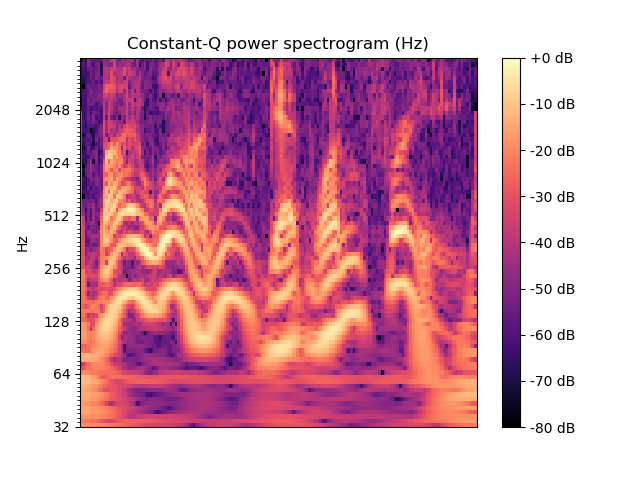 Constant-Q power spectrogram (Hz)
Hz
2048
1024
512
256
128
64
32
+0 dB
-10 dB
-20 dB
-30 dB
-40 dB
-50 dB
-60 dB
-70 dB
-80 dB